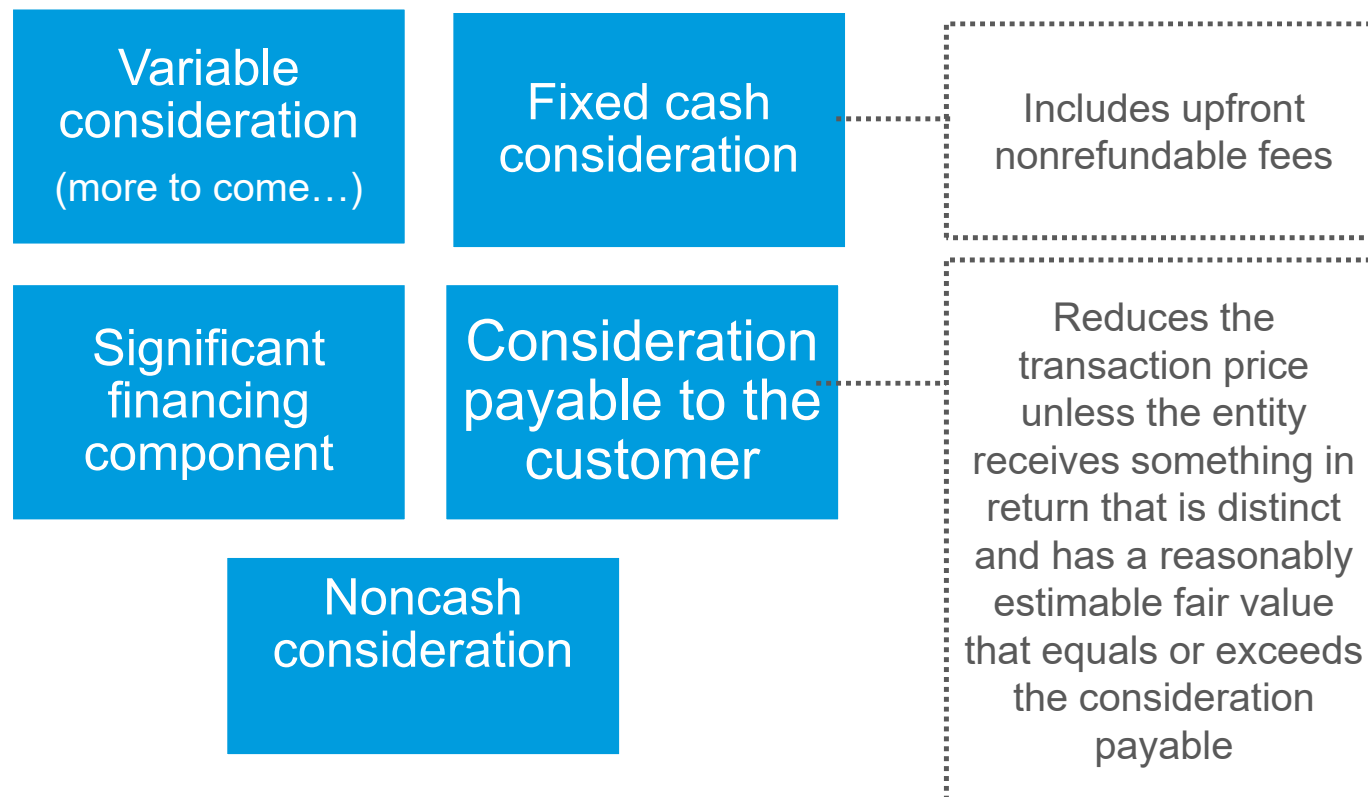 Variable
consideration
(more to come…)
Fixed cash
consideration
Includes upfront
nonrefundable fees
Significant
financing
component
Consideration
payable to the
customer
Reduces the
transaction price
unless the entity
receives something in
return that is distinct
and has a reasonably
estimable fair value
that equals or exceeds
the consideration
payable
Noncash
consideration